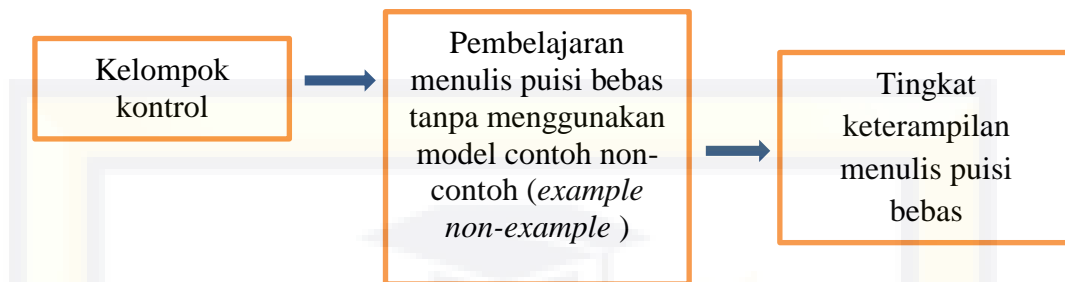 Kelompok
kontrol
Pembelajaran
menulis puisi bebas
tanpa menggunakan
model contoh non-
contoh (example
non-example )
Tingkat
keterampilan
menulis puisi
bebas